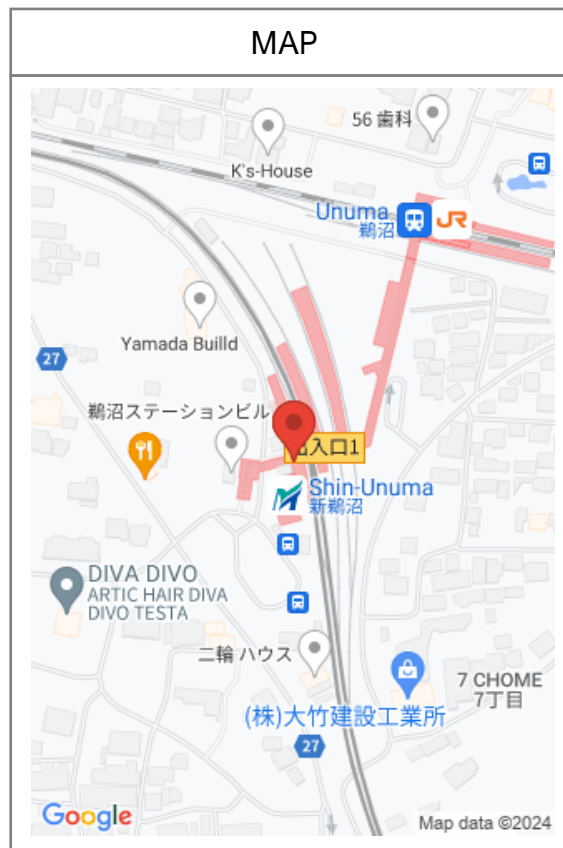 MAP
56 歯科
K's-House
Unuma
鵜沼
JR
Yamada Builld
27
鵜沼ステーションビル
出入口1
Shin-Unuma
新鵜沼
DIVA DIVO
ARTIC HAIR DIVA
DIVO TESTA
二輪 ハウス
7 CHOME
7丁目
(株)大竹建設工業所
27
Google
Map data ©2024